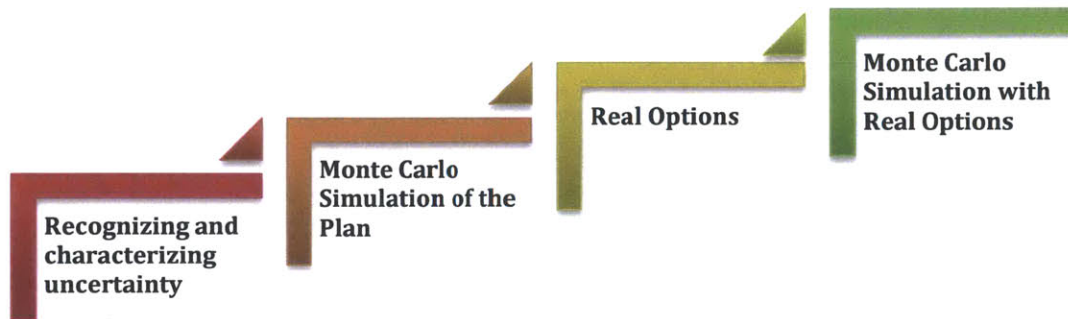 Recognizing and
characterizing
uncertainty
Monte Carlo
Simulation of the
Plan
Real Options
Monte Carlo
Simulation with
Real Options